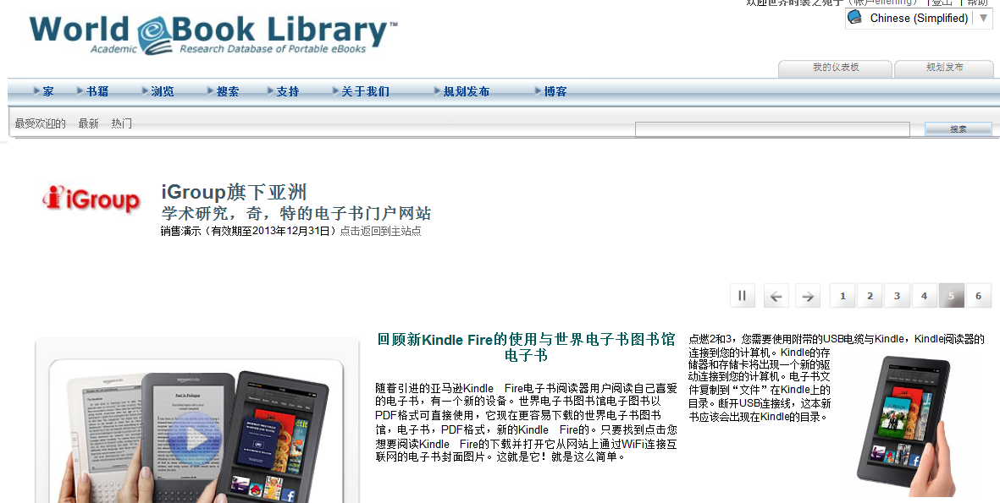 World eBook Library™
Academic Research Database of Portable eBooks
Chinese (Simplified)
我的仪表板 规划发布
家 书籍 浏览 搜索 支持 关于我们 规划发布 博客
最受欢迎的 最新 热门
搜索
iGroup
iGroup旗下亚洲
学术研究，奇，特的电子书门户网站
销售演示（有效期至2013年12月31日）点击返回到主站点
1 2 3 4 5 6
回顾新Kindle Fire的使用与世界电子书图书馆
电子书
随着引进的亚马逊Kindle Fire电子书阅读器用户阅读自己喜爱
的电子书，有一个新的设备。世界电子书图书馆电子图书以
PDF格式可直接使用，它现在更容易下载的世界电子书图书
馆，电子书，PDF格式，新的Kindle Fire的。只要找到点击您
想要阅读Kindle Fire的下载并打开它从网站上通过WiFi连接互
联网的电子书封面图片。这就是它！就是这么简单。
点燃2和3，您需要使用附带的USB电缆与Kindle，Kindle阅读器的
连接到您的计算机。Kindle的存
储器和存储卡将出现一个新的驱
动连接到您的计算机。电子书文
件复制到“文件”在Kindle上的
目录。断开USB连接线，这本新
书应该会出现在Kindle的目录。